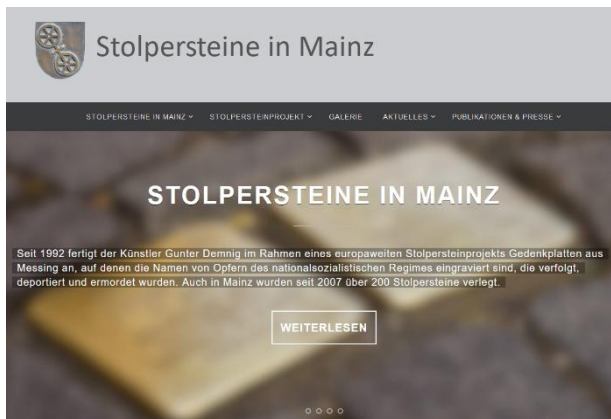 Stolpersteine in Mainz
STOLPERSTEINE IN MAINZ STOLPERSTEINPROJEKT GALERIE AKTUELLES PUBLIKATIONEN & PRESSE
STOLPERSTEINE IN MAINZ
Seit 1992 fertigt der Künstler Gunter Demnig im Rahmen eines europaweiten Stolpersteinprojekts Gedenkplatten aus
Messing an, auf denen die Namen von Opfern des nationalsozialistischen Regimes eingraviert sind, die verfolgt,
deportiert und ermordet wurden. Auch in Mainz wurden seit 2007 über 200 Stolpersteine verlegt.
WEITERLESEN